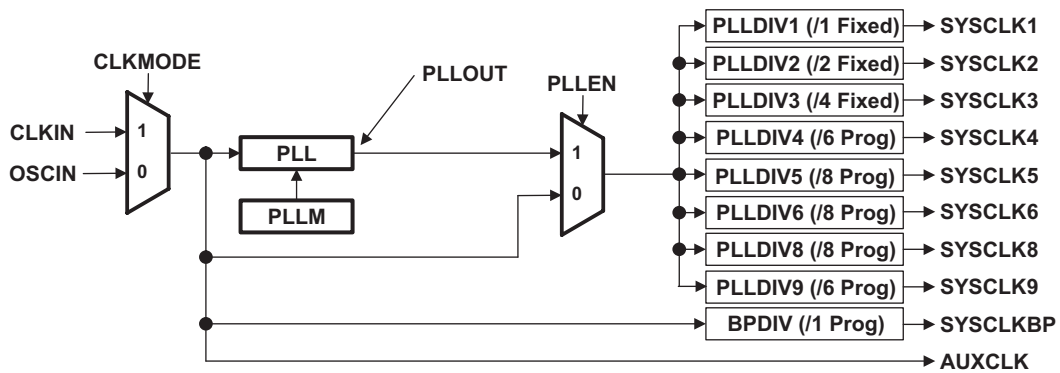 CLKMODE
CLKIN
OSCIN
1
0
PLL
PLLM
PLLOUT
PLLEN
1
0
PLLDIV1 (/1 Fixed) SYSCLK1
PLLDIV2 (/2 Fixed) SYSCLK2
PLLDIV3 (/4 Fixed) SYSCLK3
PLLDIV4 (/6 Prog) SYSCLK4
PLLDIV5 (/8 Prog) SYSCLK5
PLLDIV6 (/8 Prog) SYSCLK6
PLLDIV8 (/8 Prog) SYSCLK8
PLLDIV9 (/6 Prog) SYSCLK9
BPDIV (/1 Prog) SYSCLKBP
AUXCLK